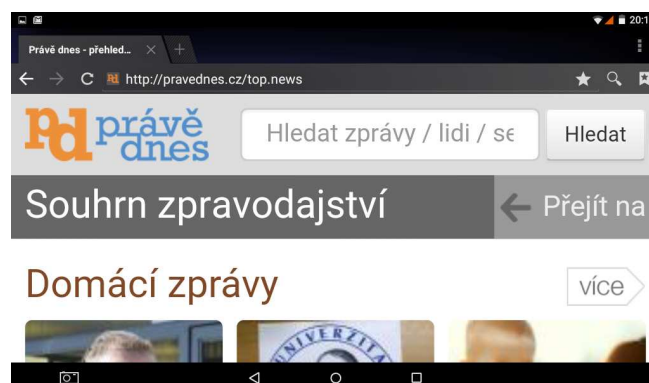 20:1
Právě dnes - přehled...
http://pravednes.cz/top.news
Pd právě dnes
Hledat zprávy / lidi / se
Hledat
Souhrn zpravodajství
Přejít na
Domácí zprávy
více
UNIVERZITA